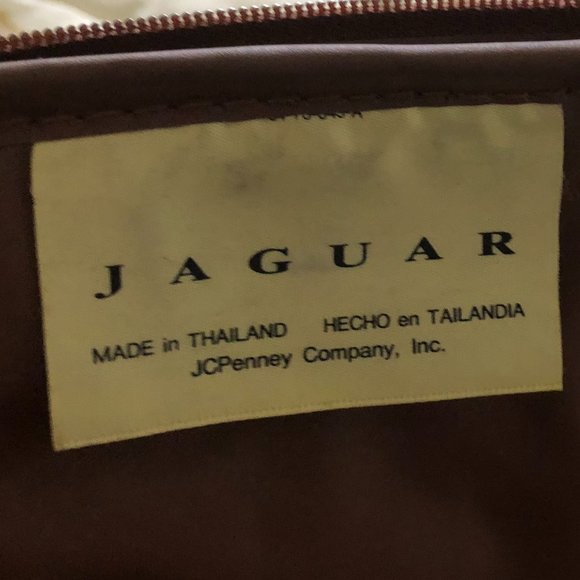 JAGUAR
MADE in THAILAND HECHO en TAILANDIA
JCPenney Company, Inc.